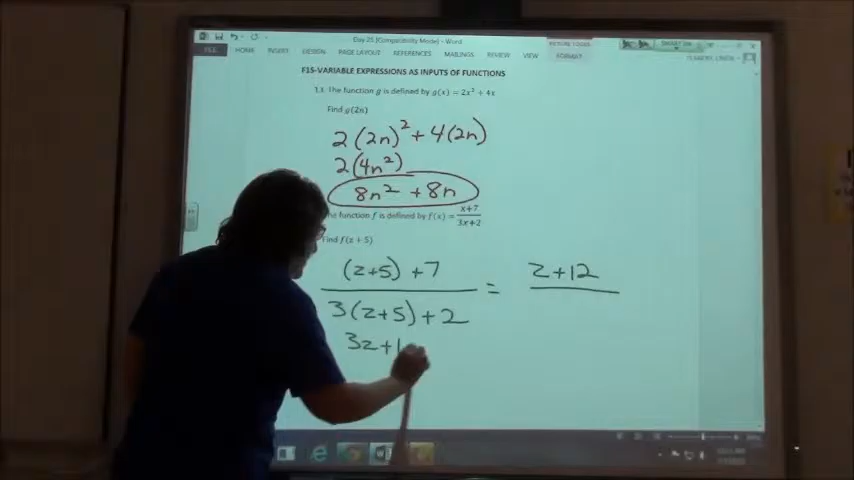 Day 25 [Compatibility Mode] - Word
FILE HOME INSERT DESIGN PAGE LAYOUT REFERENCES MAILINGS REVIEW VIEW FORMAT
F15-VARIABLE EXPRESSIONS AS INPUTS OF FUNCTIONS
The function g is defined by g(x) = 2x² + 4x
Find g(2n)
2(2n)² + 4(2n)
2(4n²)
8n² + 8n
he function f is defined by f(x) = x+7
3x+2
Find f(z + 5)
(z+5) + 7
= z+12
3(z+5) + 2
3z+1